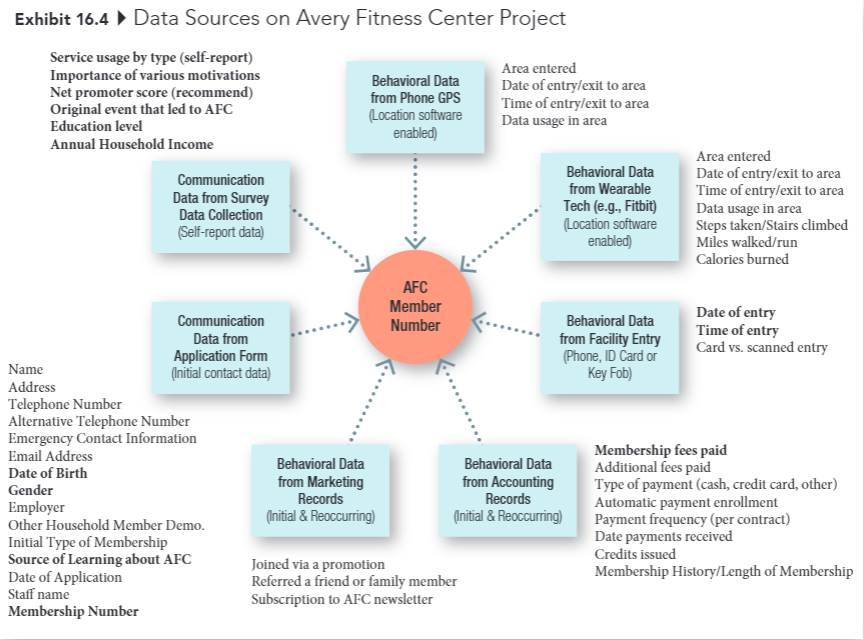 Exhibit 16.4 ▶ Data Sources on Avery Fitness Center Project
Service usage by type (self-report)
Importance of various motivations
Net promoter score (recommend)
Original event that led to AFC
Education level
Annual Household Income
Communication
Data from Survey
Data Collection
(Self-report data)
Behavioral Data
from Phone GPS
(Location software
enabled)
Area entered
Date of entry/exit to area
Time of entry/exit to area
Data usage in area
Behavioral Data
from Wearable
Tech (e.g., Fitbit)
(Location software
enabled)
Area entered
Date of entry/exit to area
Time of entry/exit to area
Data usage in area
Steps taken/Stairs climbed
Miles walked/run
Calories burned
AFC
Member
Number
Communication
Data from
Application Form
(Initial contact data)
Name
Address
Telephone Number
Alternative Telephone Number
Emergency Contact Information
Email Address
Date of Birth
Gender
Employer
Other Household Member Demo.
Initial Type of Membership
Source of Learning about AFC
Date of Application
Staff name
Membership Number
Behavioral Data
from Facility Entry
(Phone, ID Card or
Key Fob)
Date of entry
Time of entry
Card vs. scanned entry
Behavioral Data
from Marketing
Records
(Initial & Reoccurring)
Joined via a promotion
Referred a friend or family member
Subscription to AFC newsletter
Behavioral Data
from Accounting
Records
(Initial & Reoccurring)
Membership fees paid
Additional fees paid
Type of payment (cash, credit card, other)
Automatic payment enrollment
Payment frequency (per contract)
Date payments received
Credits issued
Membership History/Length of Membership